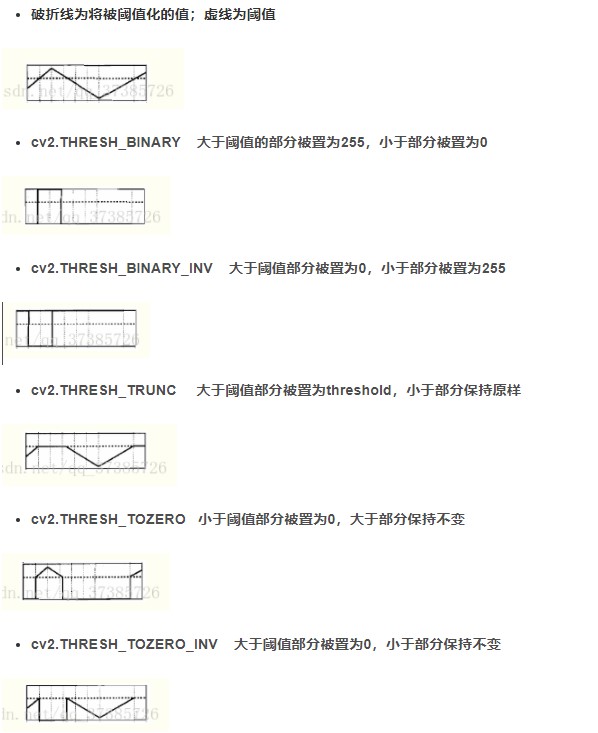 破折线为将被阈值化的值；虚线为阈值
sdn.net/qq_37385726
cv2.THRESH_BINARY 大于阈值的部分被置为255，小于部分被置为0
dn.net/qq_37385726
cv2.THRESH_BINARY_INV 大于阈值部分被置为0，小于部分被置为255
net/qq_37385726
cv2.THRESH_TRUNC 大于阈值部分被置为threshold，小于部分保持原样
sdn.net/qq_37385726
cv2.THRESH_TOZERO 小于阈值部分被置为0，大于部分保持不变
dn.net/qq_37385726
cv2.THRESH_TOZERO_INV 大于阈值部分被置为0，小于部分保持不变
dn.net/qq_37385726